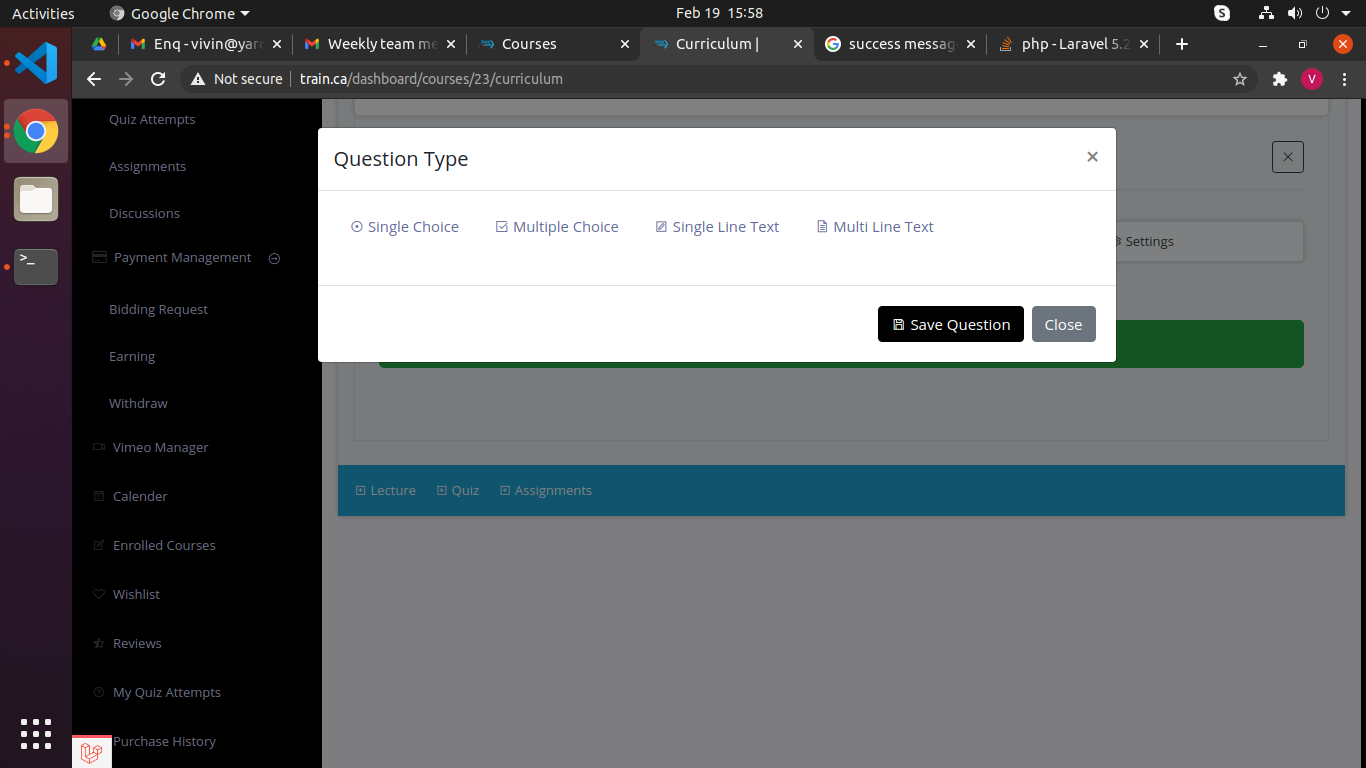 Activities Google Chrome Feb 19 15:58
Enq - vivin@yar Weekly team me Courses Curriculum | success messag php - Laravel 5.2
Not secure train.ca/dashboard/courses/23/curriculum V
Quiz Attempts
Assignments
Discussions
Payment Management
Bidding Request
Earning
Withdraw
Vimeo Manager
Calender
Enrolled Courses
Wishlist
Reviews
My Quiz Attempts
Purchase History
Question Type ×
Single Choice Multiple Choice Single Line Text Multi Line Text
Settings
Save Question Close
Lecture Quiz Assignments